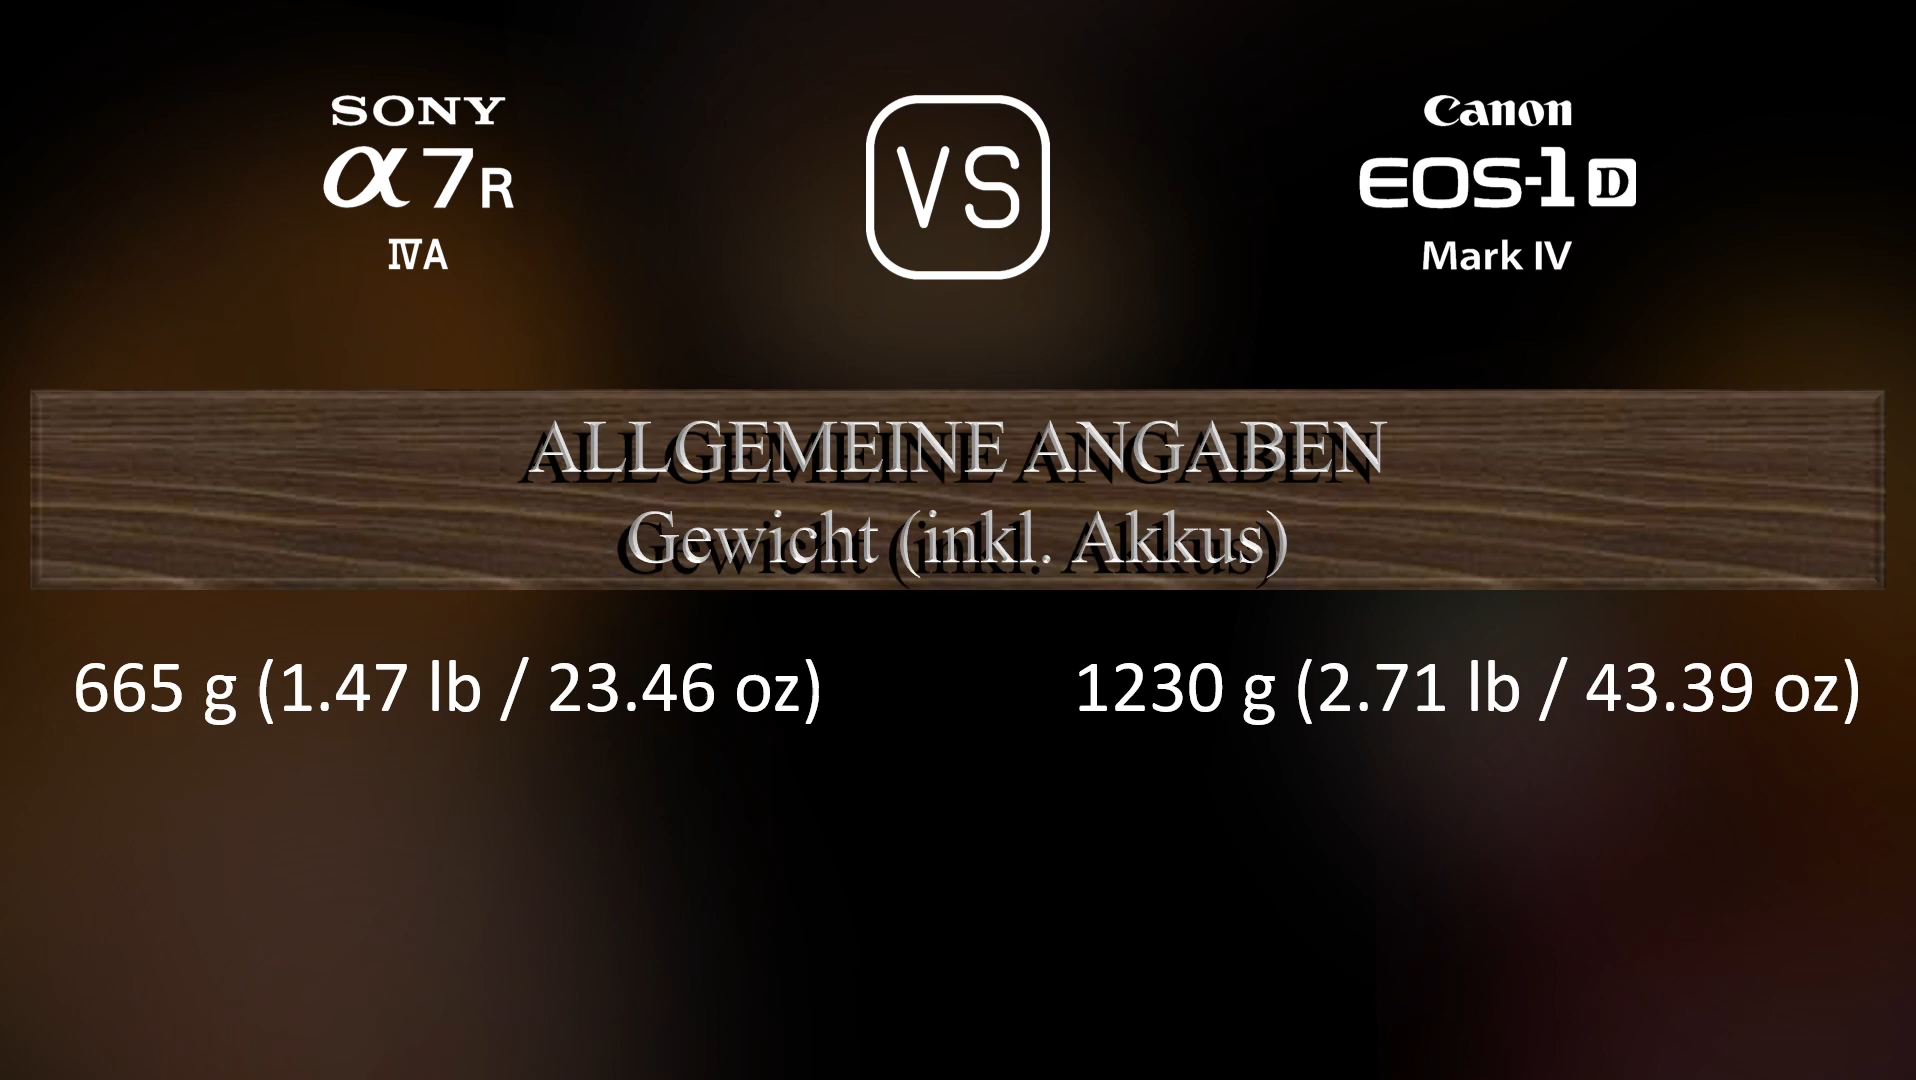 SONY
α7R
IVA
VS
Canon
EOS-1D
Mark IV
ALLGEMEINE ANGABEN
Gewicht (inkl. Akkus)
665 g (1.47 lb / 23.46 oz)
1230 g (2.71 lb / 43.39 oz)